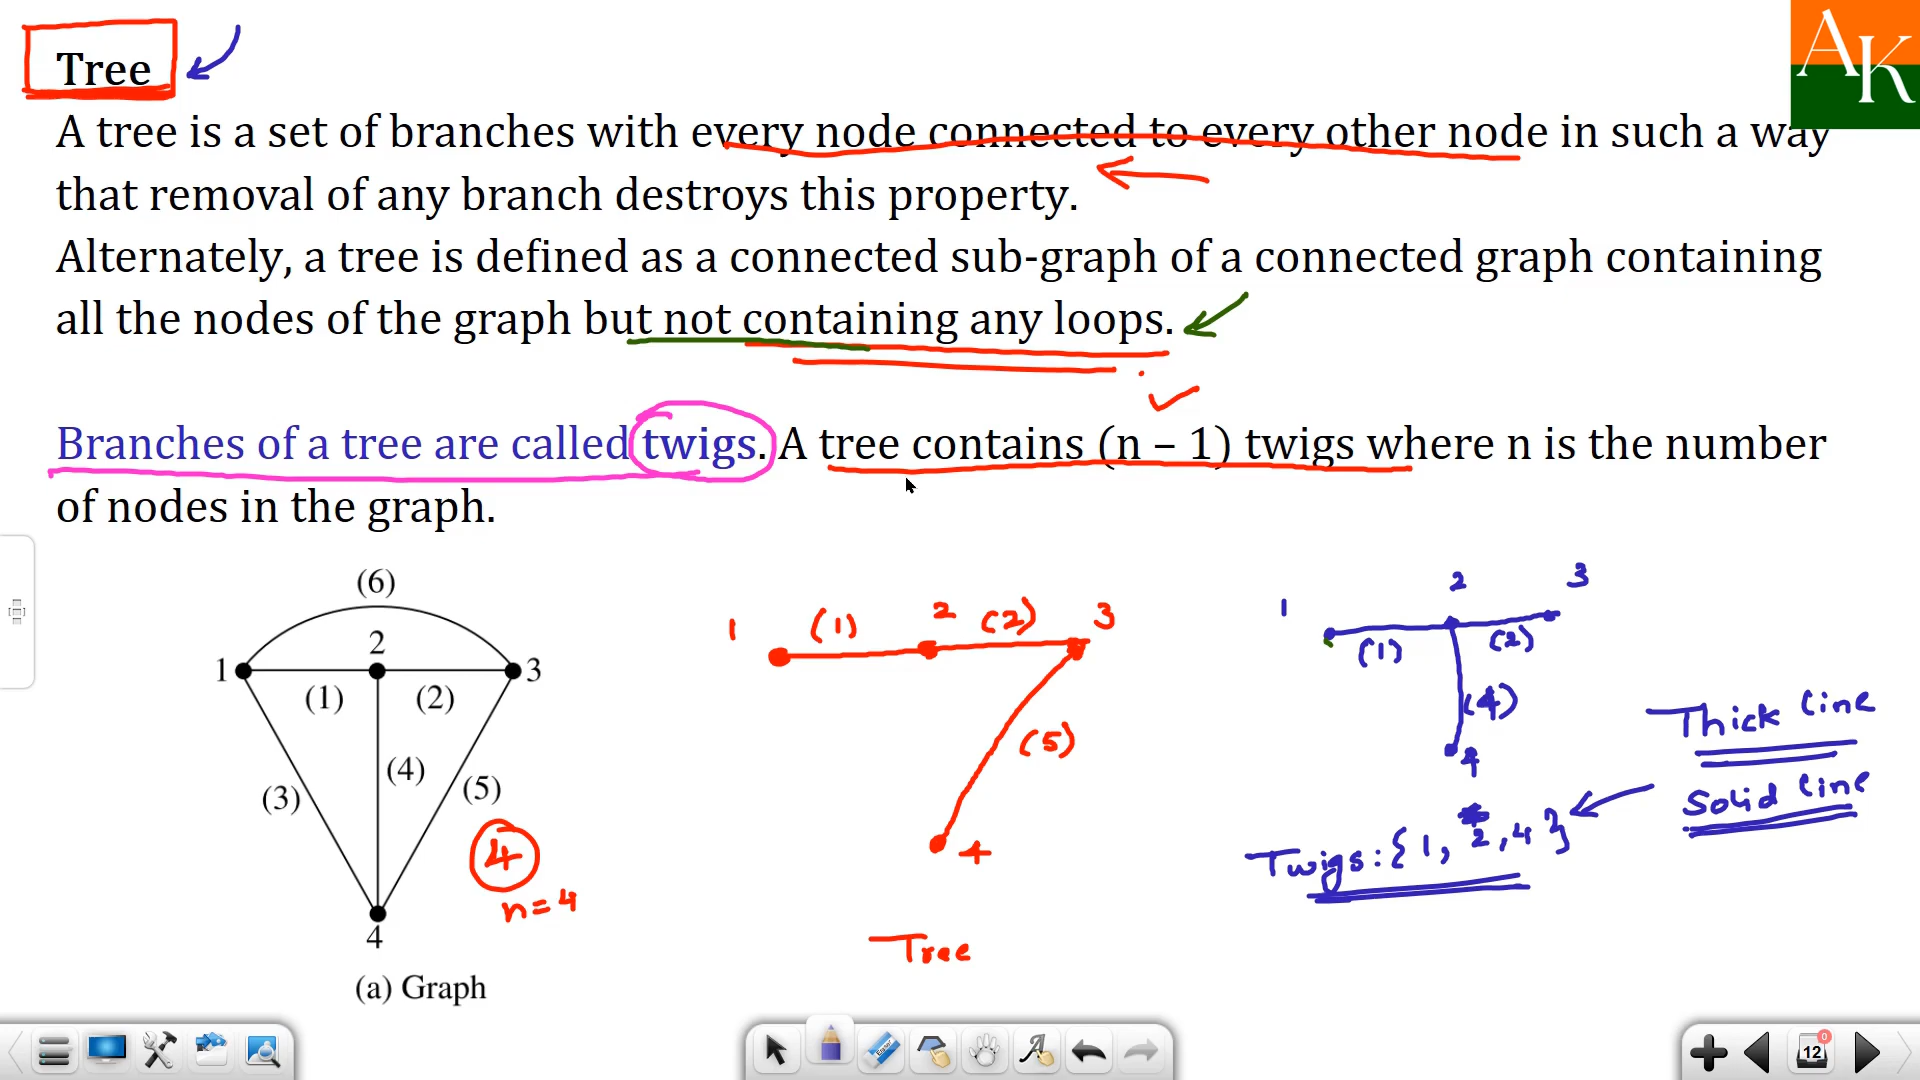 Tree
AK
A tree is a set of branches with every node connected to every other node in such a way
that removal of any branch destroys this property.
Alternately, a tree is defined as a connected sub-graph of a connected graph containing
all the nodes of the graph but not containing any loops.
Branches of a tree are called twigs. A tree contains (n – 1) twigs where n is the number
of nodes in the graph.
(6)
1 2 3
(1) (2)
(3) (4) (5)
4
(a) Graph
4
n=4
1 (1) 2 (2) 3
(5)
4
Tree
1 2 3
(1) (2)
(4)
4
Thick line
Solid line
Twigs: {1, 2, 4}
Eraser
A
12
0